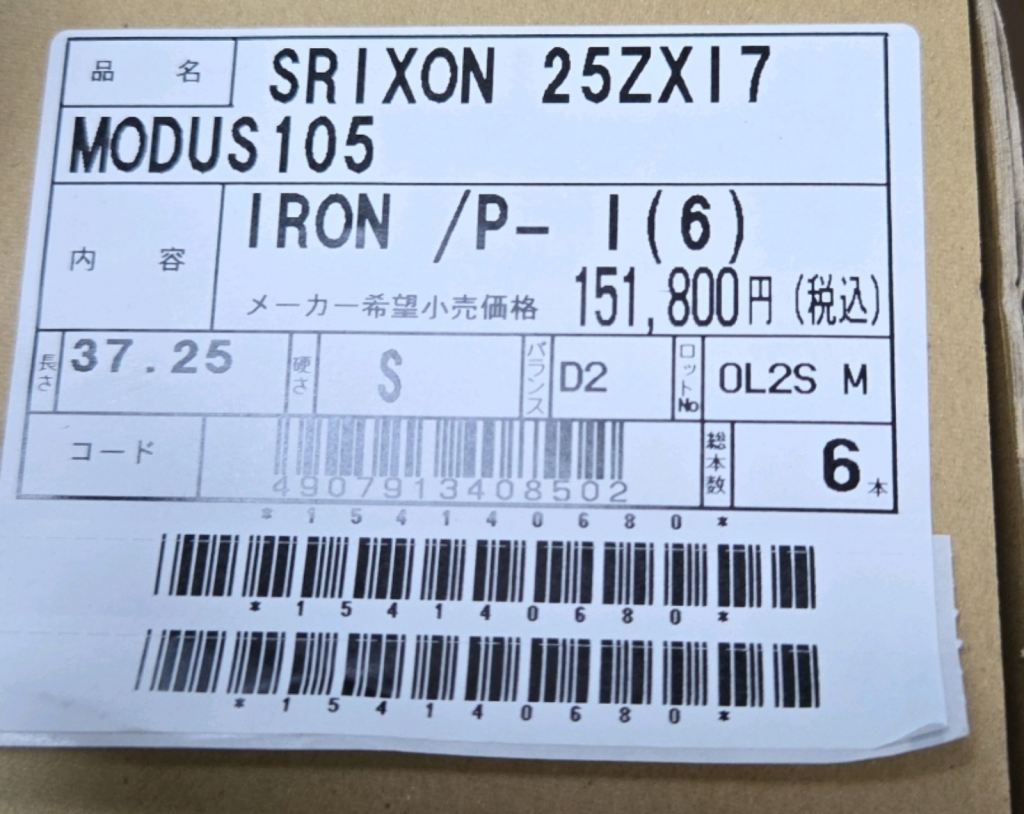 品名 SRIXON 25ZXI7
MODUS105
内容 IRON /P- I(6)
メーカー希望小売価格 151,800円(税込)
長さ 37.25 硬さ S バランス D2 ロットNo OL2S M
コード 4907913408502 総本数 6本
*154140680*
*154140680*
*154140680*